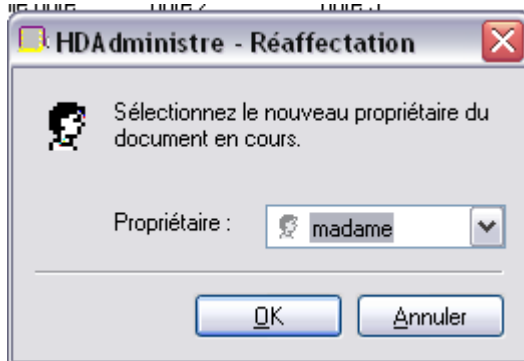 HDAdministre - Réaffectation
Sélectionnez le nouveau propriétaire du
document en cours.
Propriétaire : madame
OK Annuler